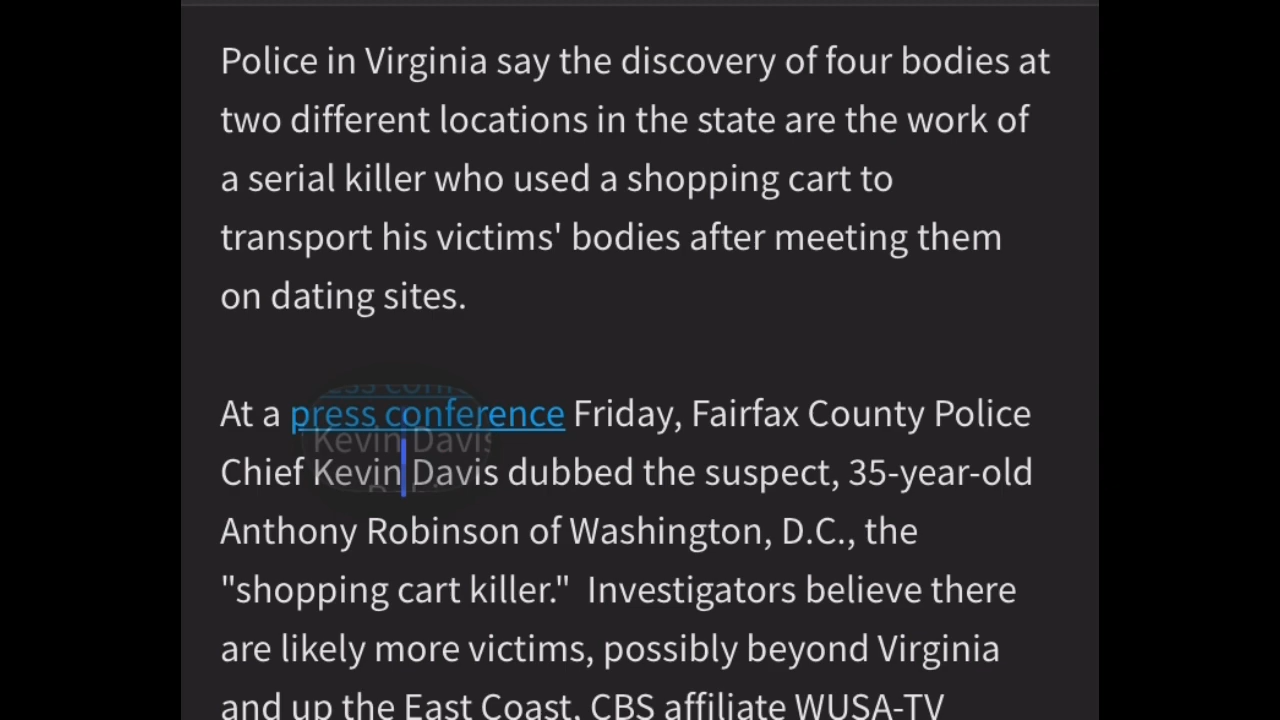 Police in Virginia say the discovery of four bodies at
two different locations in the state are the work of
a serial killer who used a shopping cart to
transport his victims' bodies after meeting them
on dating sites.
At a press conference Friday, Fairfax County Police
Chief Kevin Davis dubbed the suspect, 35-year-old
Anthony Robinson of Washington, D.C., the
"shopping cart killer."  Investigators believe there
are likely more victims, possibly beyond Virginia
and up the East Coast, CBS affiliate WUSA-TV